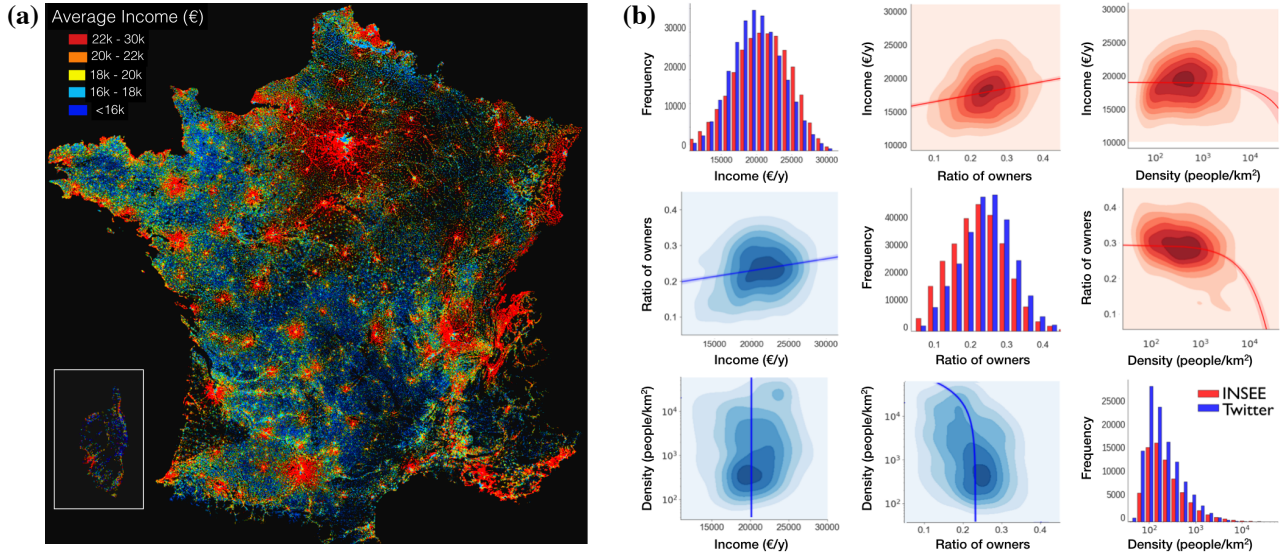 (a)
Average Income (€)
22k - 30k
20k - 22k
18k - 20k
16k - 18k
<16k
(b)
Frequency
30000
20000
10000
0
15000 20000 25000 30000
Income (€/y)
Income (€/y)
30000
25000
20000
15000
10000
0.1 0.2 0.3 0.4
Ratio of owners
Income (€/y)
30000
25000
20000
15000
10000
10² 10³ 10⁴
Density (people/km²)
Ratio of owners
0.4
0.3
0.2
0.1
15000 20000 25000 30000
Income (€/y)
Frequency
40000
30000
20000
10000
0
0.1 0.2 0.3 0.4
Ratio of owners
Ratio of owners
0.4
0.3
0.2
0.1
10² 10³ 10⁴
Density (people/km²)
Density (people/km²)
10⁴
10³
10²
15000 20000 25000 30000
Income (€/y)
Density (people/km²)
10⁴
10³
10²
0.1 0.2 0.3 0.4
Ratio of owners
INSEE
Twitter
Frequency
25000
20000
15000
10000
5000
0
10² 10³ 10⁴
Density (people/km²)